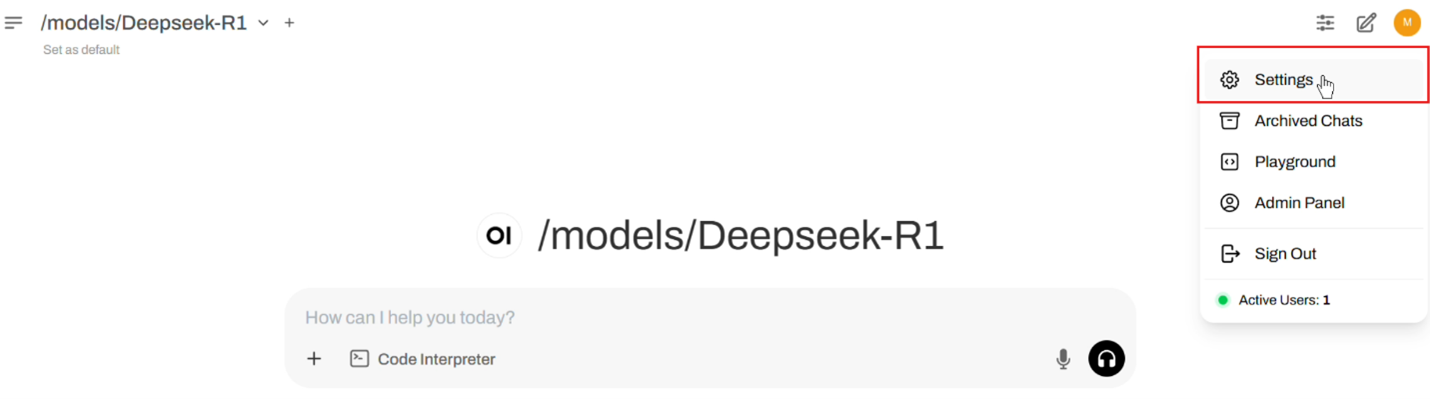 /models/Deepseek-R1
Set as default
M
Settings
Archived Chats
Playground
Admin Panel
Sign Out
Active Users: 1
OI /models/Deepseek-R1
How can I help you today?
Code Interpreter